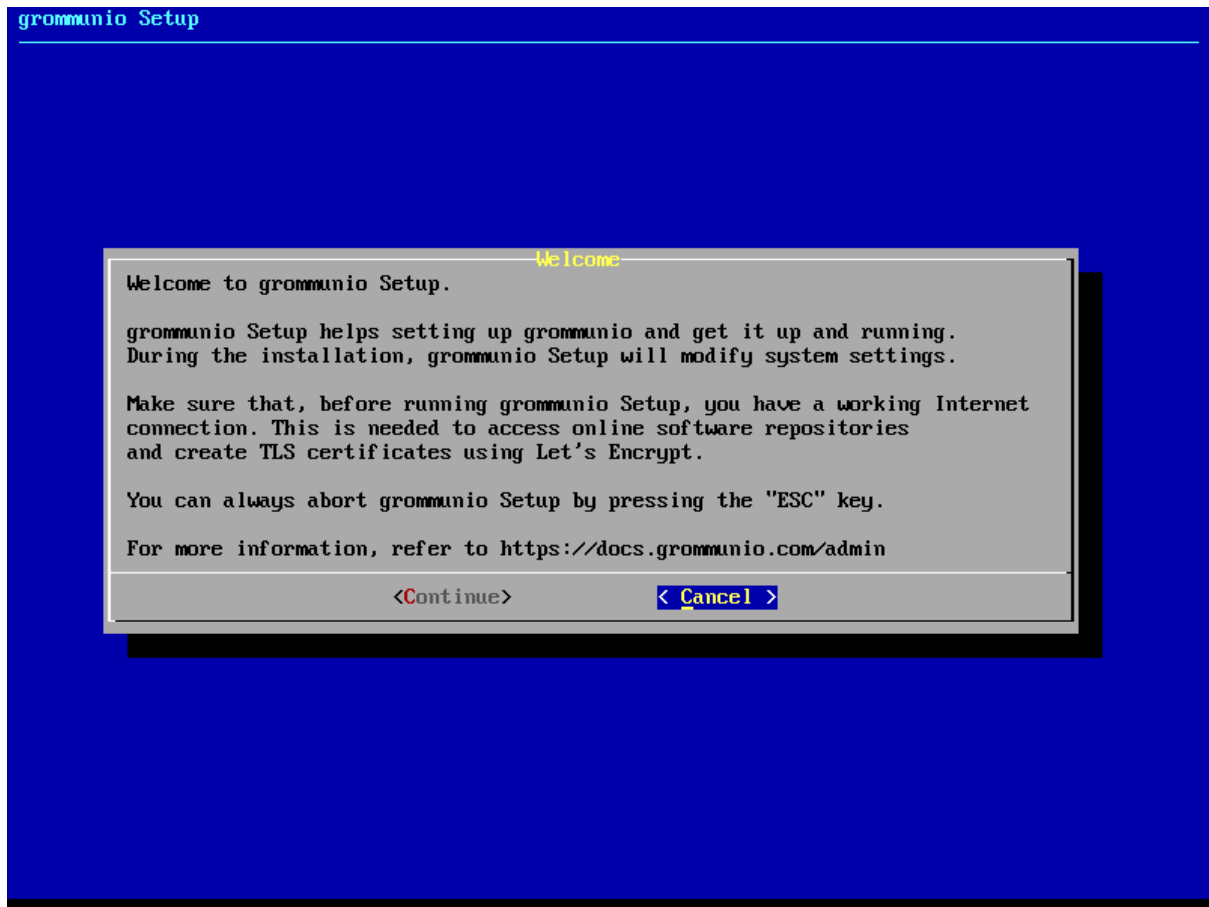 grommunio Setup
Welcome
Welcome to grommunio Setup.
grommunio Setup helps setting up grommunio and get it up and running.
During the installation, grommunio Setup will modify system settings.
Make sure that, before running grommunio Setup, you have a working Internet
connection. This is needed to access online software repositories
and create TLS certificates using Let's Encrypt.
You can always abort grommunio Setup by pressing the "ESC" key.
For more information, refer to https://docs.grommunio.com/admin
<Continue> < Cancel >